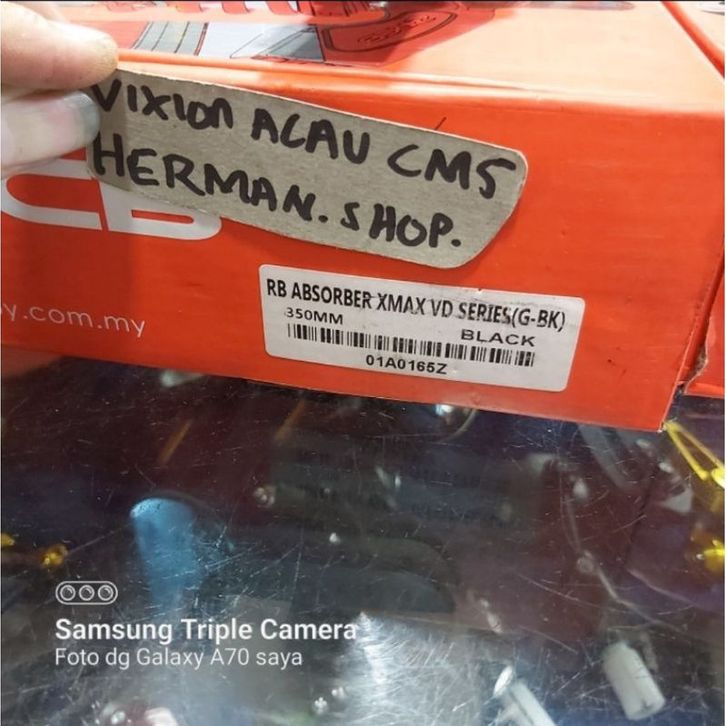 VIXION ACAU CMS
HERMAN. SHOP.
CB
y.com.my
RB ABSORBER XMAX VD SERIES(G-BK)
350MM BLACK
01A0165Z
Samsung Triple Camera
Foto dg Galaxy A70 saya